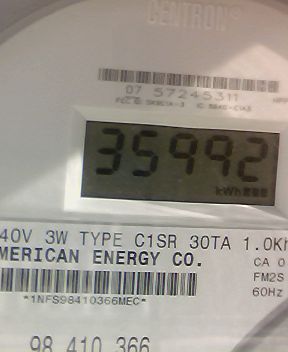 CENTRON®
07 57245311
35992
kWh
40V 3W TYPE C1SR 30TA 1.0Kh
MERICAN ENERGY CO.
CA 0
FM2S
60Hz
*1NFS98410366MEC*
98 410 366